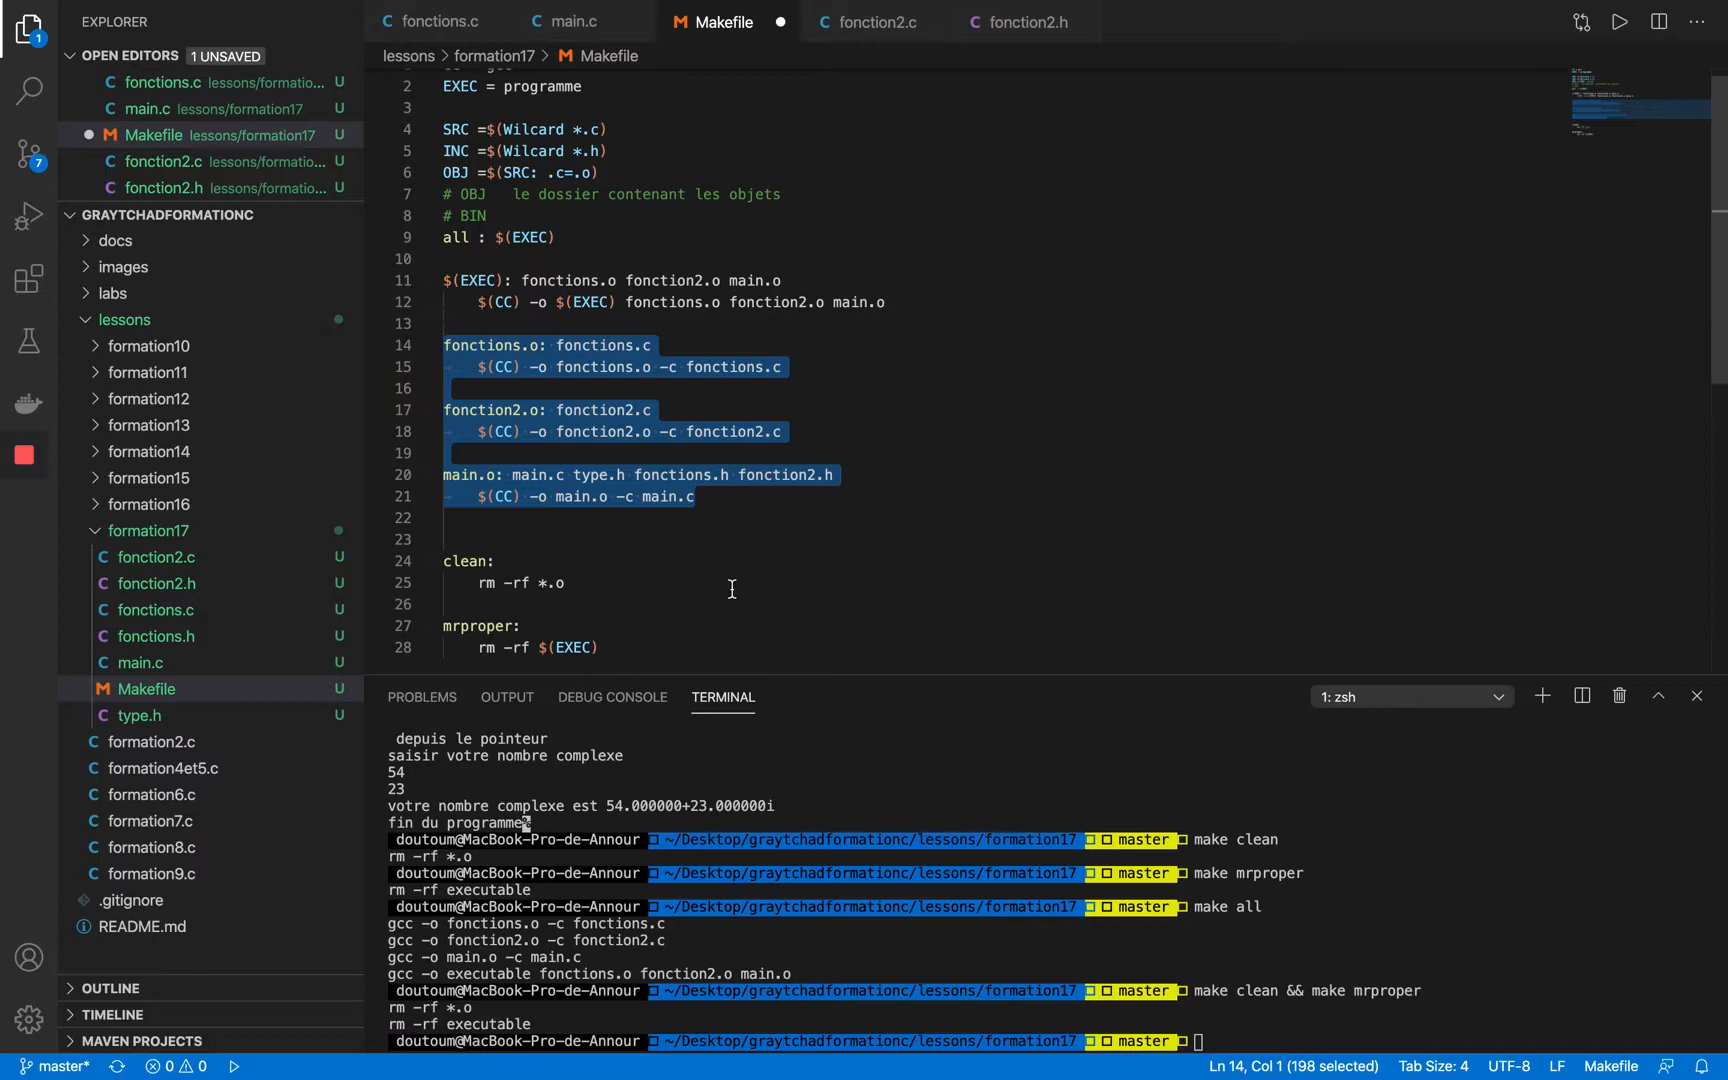 EXPLORER
fonctions.c
main.c
Makefile
fonction2.c
fonction2.h
1
OPEN EDITORS 1 UNSAVED
lessons > formation17 > Makefile
fonctions.c lessons/formatio... U
main.c lessons/formation17 U
Makefile lessons/formation17 U
fonction2.c lessons/formatio... U
fonction2.h lessons/formatio... U
7
GRAYTCHADFORMATIONC
docs
images
labs
lessons
formation10
formation11
formation12
formation13
formation14
formation15
formation16
formation17
fonction2.c U
fonction2.h U
fonctions.c U
fonctions.h U
main.c U
Makefile U
type.h U
formation2.c
formation4et5.c
formation6.c
formation7.c
formation8.c
formation9.c
.gitignore
README.md
OUTLINE
TIMELINE
MAVEN PROJECTS
2 EXEC = programme
3
4 SRC =$(Wilcard *.c)
5 INC =$(Wilcard *.h)
6 OBJ =$(SRC: .c=.o)
7 # OBJ   le dossier contenant les objets
8 # BIN
9 all : $(EXEC)
10
11 $(EXEC): fonctions.o fonction2.o main.o
12 $(CC) -o $(EXEC) fonctions.o fonction2.o main.o
13
14 fonctions.o: fonctions.c
15 $(CC) -o fonctions.o -c fonctions.c
16
17 fonction2.o: fonction2.c
18 $(CC) -o fonction2.o -c fonction2.c
19
20 main.o: main.c type.h fonctions.h fonction2.h
21 $(CC) -o main.o -c main.c
22
23
24 clean:
25 rm -rf *.o
26
27 mrproper:
28 rm -rf $(EXEC)
PROBLEMS OUTPUT DEBUG CONSOLE TERMINAL 1: zsh
depuis le pointeur
saisir votre nombre complexe
54
23
votre nombre complexe est 54.000000+23.000000i
fin du programme%
doutoum@MacBook-Pro-de-Annour ~/Desktop/graytchadformationc/lessons/formation17 master make clean
rm -rf *.o
doutoum@MacBook-Pro-de-Annour ~/Desktop/graytchadformationc/lessons/formation17 master make mrproper
rm -rf executable
doutoum@MacBook-Pro-de-Annour ~/Desktop/graytchadformationc/lessons/formation17 master make all
gcc -o fonctions.o -c fonctions.c
gcc -o fonction2.o -c fonction2.c
gcc -o main.o -c main.c
gcc -o executable fonctions.o fonction2.o main.o
doutoum@MacBook-Pro-de-Annour ~/Desktop/graytchadformationc/lessons/formation17 master make clean && make mrproper
rm -rf *.o
rm -rf executable
doutoum@MacBook-Pro-de-Annour ~/Desktop/graytchadformationc/lessons/formation17 master
master* 0 0 Ln 14, Col 1 (198 selected) Tab Size: 4 UTF-8 LF Makefile